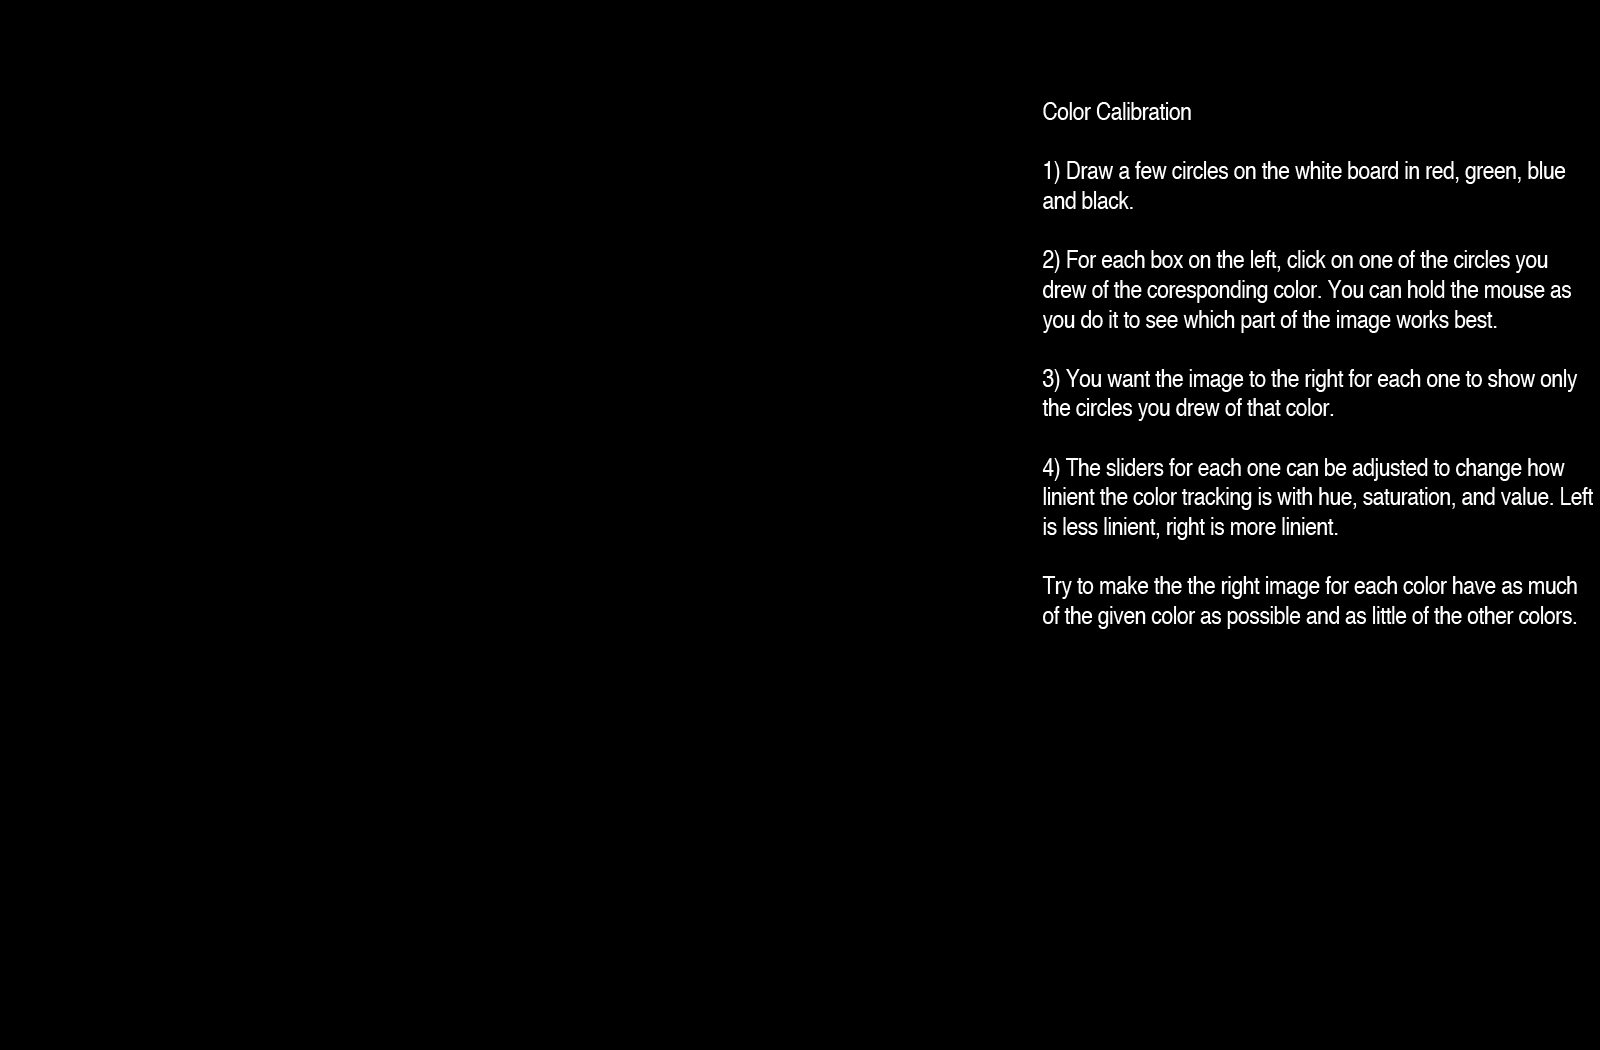 Color Calibration
1) Draw a few circles on the white board in red, green, blue
and black.
2) For each box on the left, click on one of the circles you
drew of the coresponding color. You can hold the mouse as
you do it to see which part of the image works best.
3) You want the image to the right for each one to show only
the circles you drew of that color.
4) The sliders for each one can be adjusted to change how
linient the color tracking is with hue, saturation, and value. Left
is less linient, right is more linient.
Try to make the the right image for each color have as much
of the given color as possible and as little of the other colors.